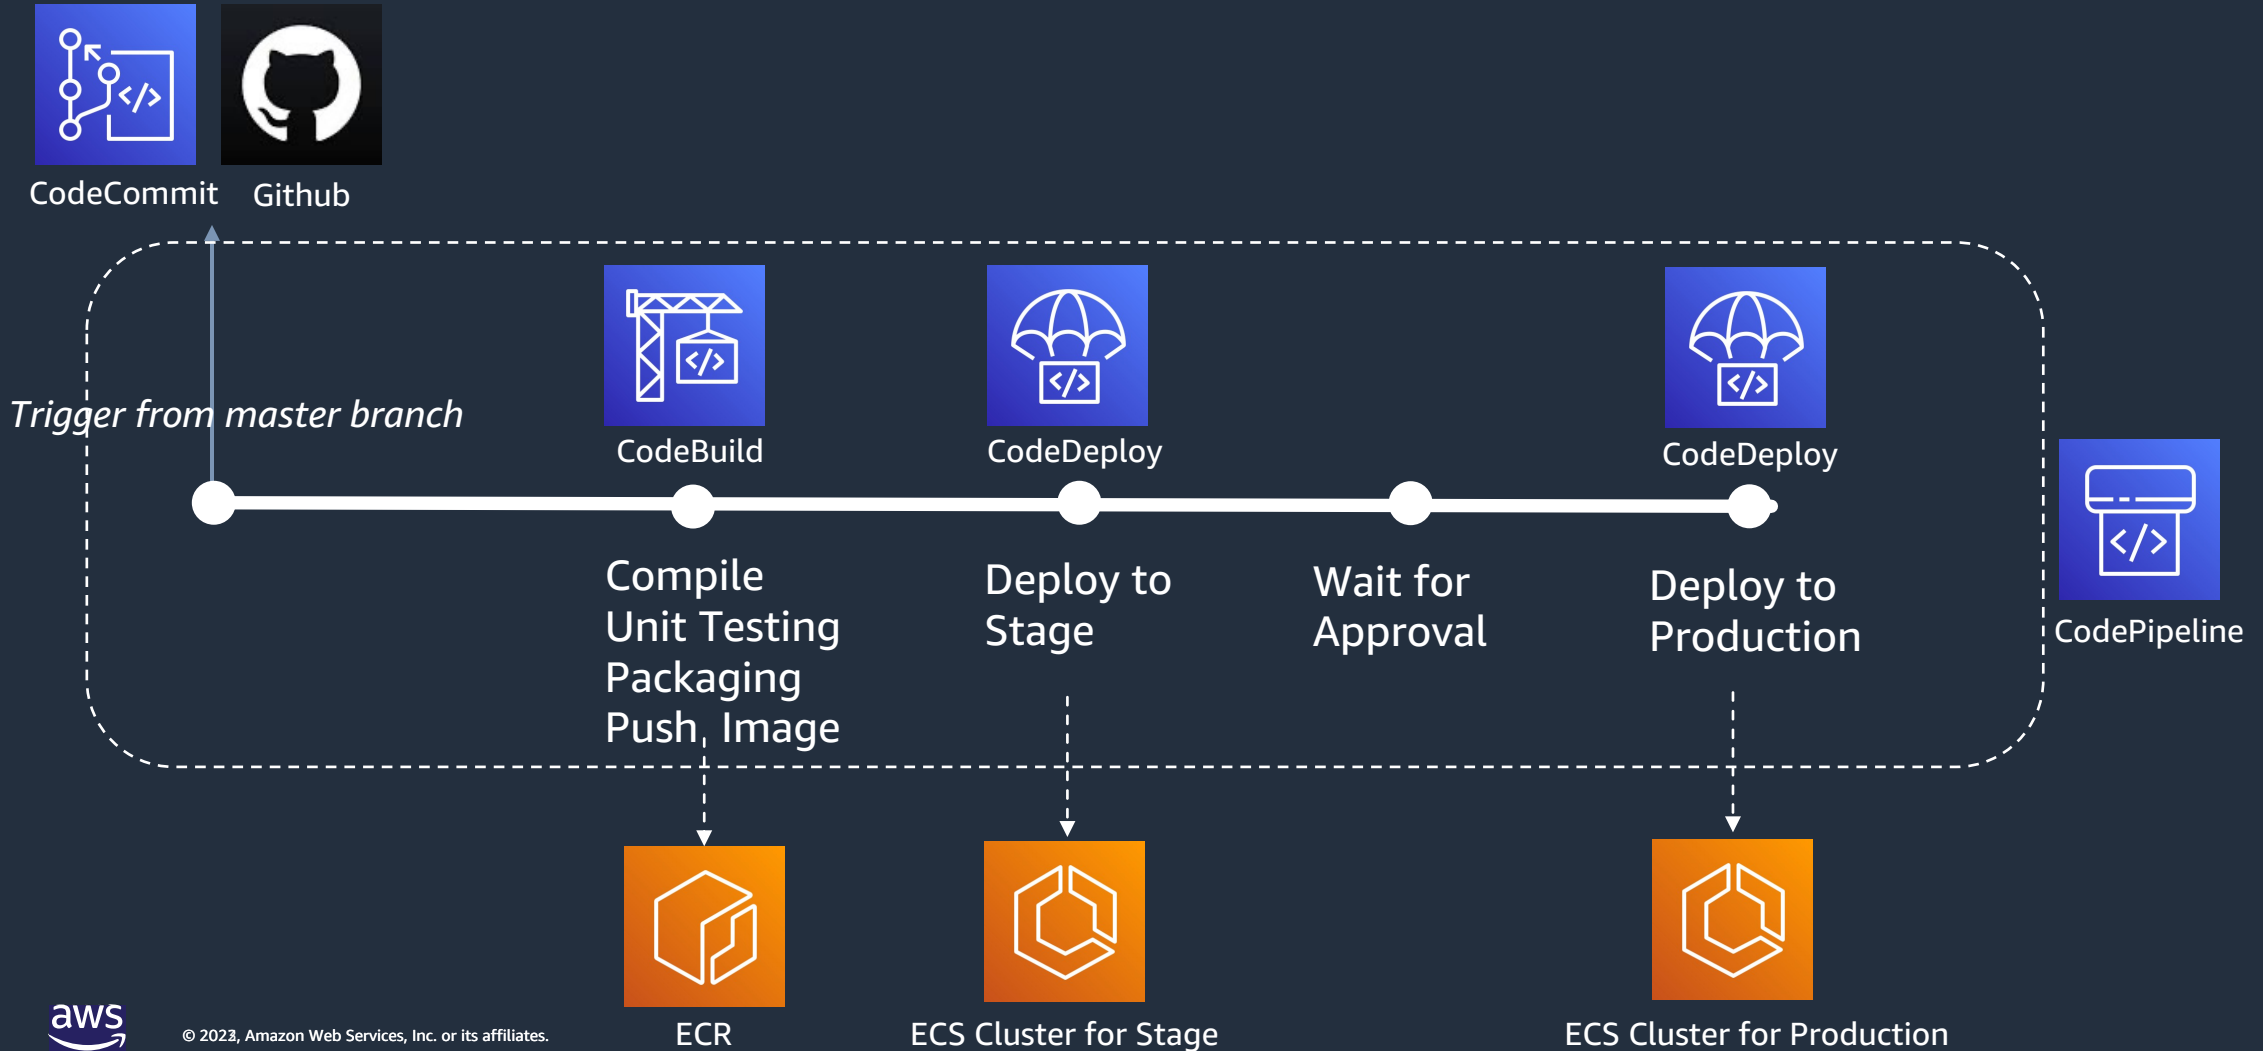 CodeCommit
Github
Trigger from master branch
CodeBuild
CodeDeploy
CodeDeploy
Compile
Unit Testing
Packaging
Push Image
Deploy to
Stage
Wait for
Approval
Deploy to
Production
CodePipeline
ECR
ECS Cluster for Stage
ECS Cluster for Production
aws
© 2023, Amazon Web Services, Inc. or its affiliates.